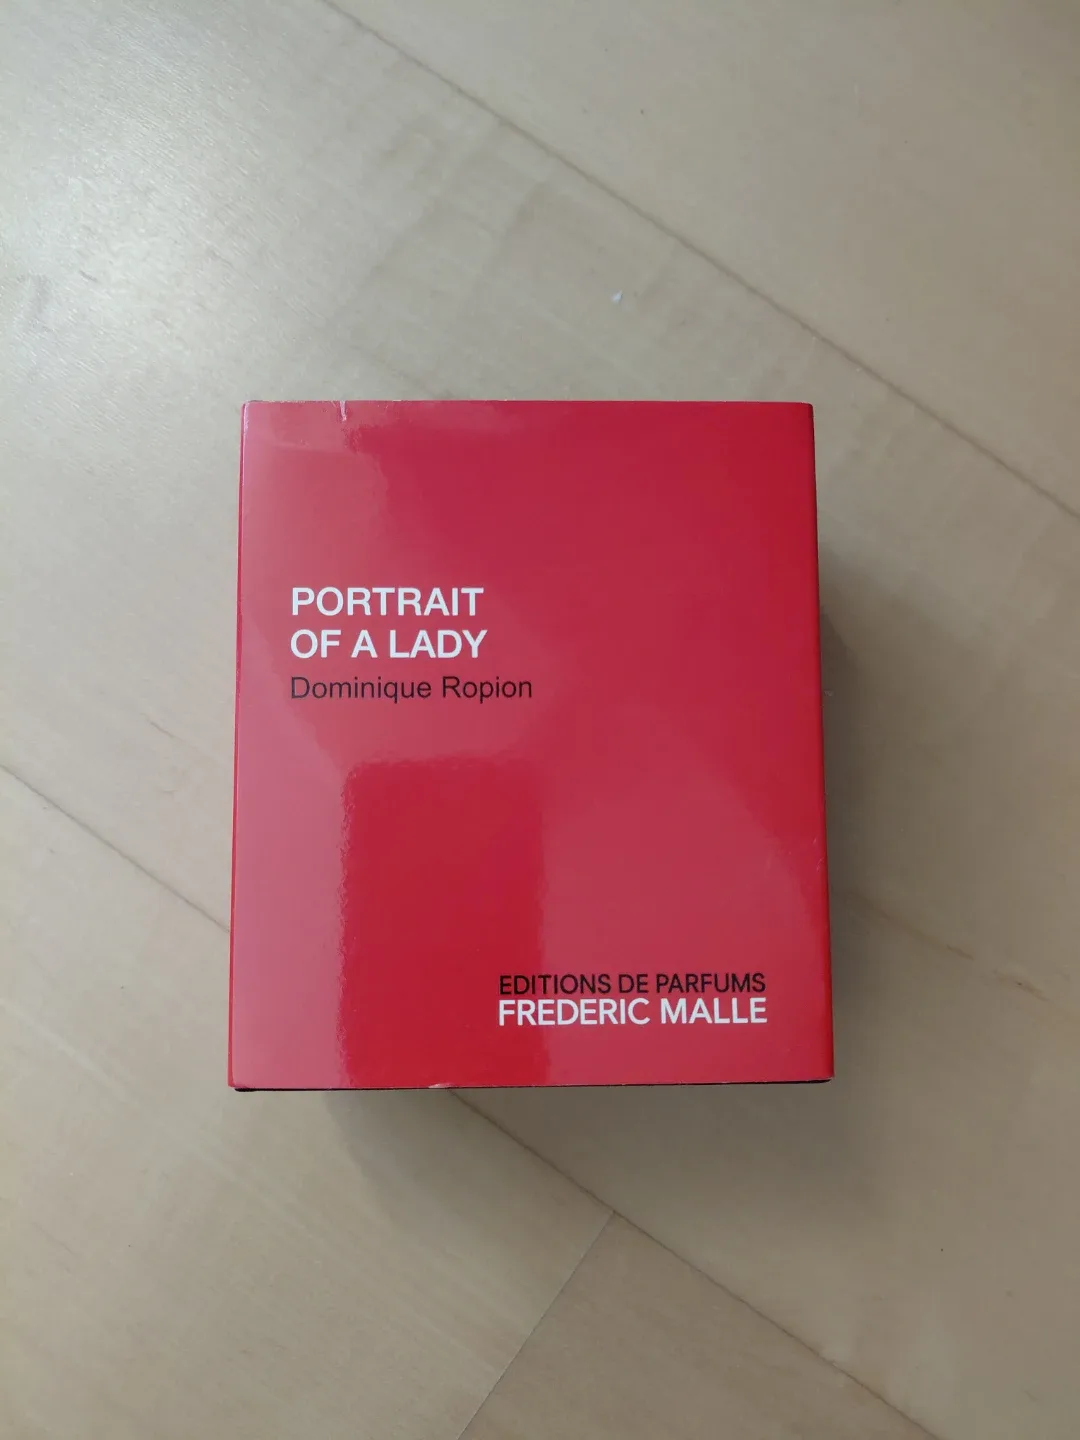 PORTRAIT
OF A LADY
Dominique Ropion
EDITIONS DE PARFUMS
FREDERIC MALLE